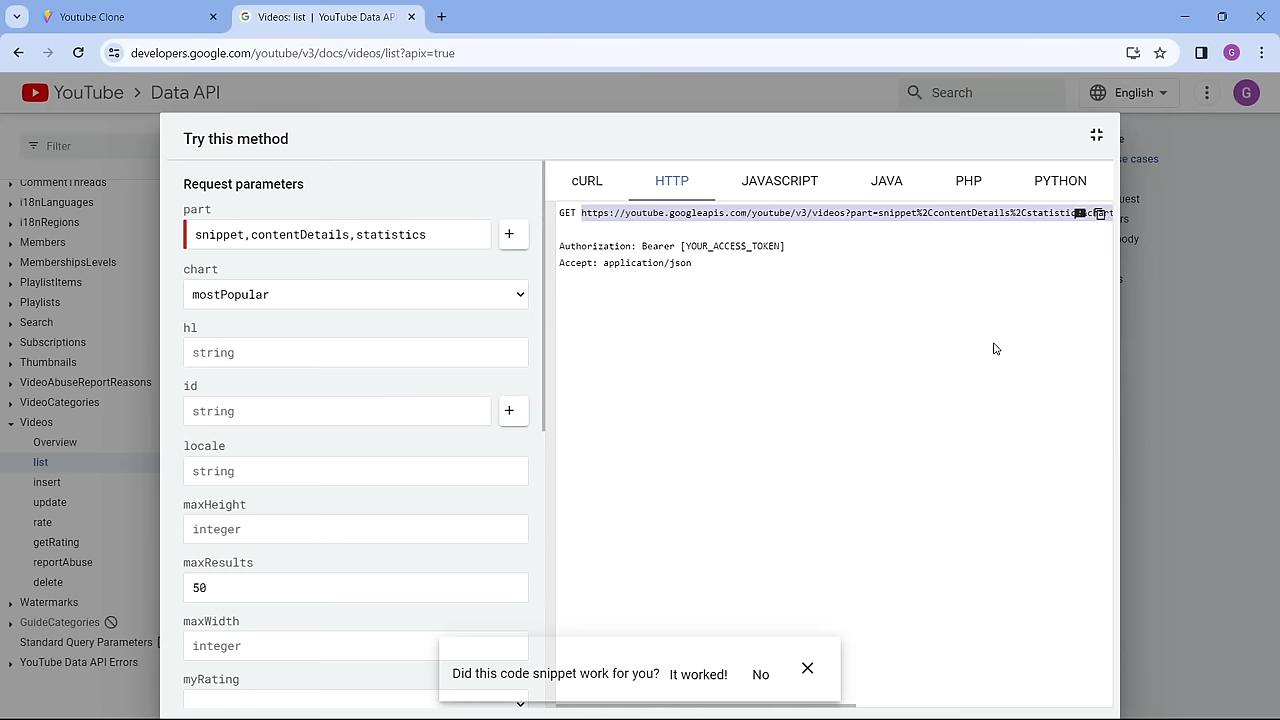 Youtube Clone
Videos: list | YouTube Data AP
developers.google.com/youtube/v3/docs/videos/list?apix=true
G
YouTube > Data API
Search
English
G
Filter
CommentThreads
i18nLanguages
i18nRegions
Members
MembershipsLevels
PlaylistItems
Playlists
Search
Subscriptions
Thumbnails
VideoAbuseReportReasons
VideoCategories
Videos
Overview
list
insert
update
rate
getRating
reportAbuse
delete
Watermarks
GuideCategories
Standard Query Parameters
YouTube Data API Errors
Try this method
Request parameters
part
snippet,contentDetails,statistics
+
chart
mostPopular
hl
string
id
string
+
locale
string
maxHeight
integer
maxResults
50
maxWidth
integer
myRating
cURL
HTTP
JAVASCRIPT
JAVA
PHP
PYTHON
GET https://youtube.googleapis.com/youtube/v3/videos?part=snippet%2CcontentDetails%2Cstatistic
Authorization: Bearer [YOUR_ACCESS_TOKEN]
Accept: application/json
Did this code snippet work for you?
It worked!
No
se cases